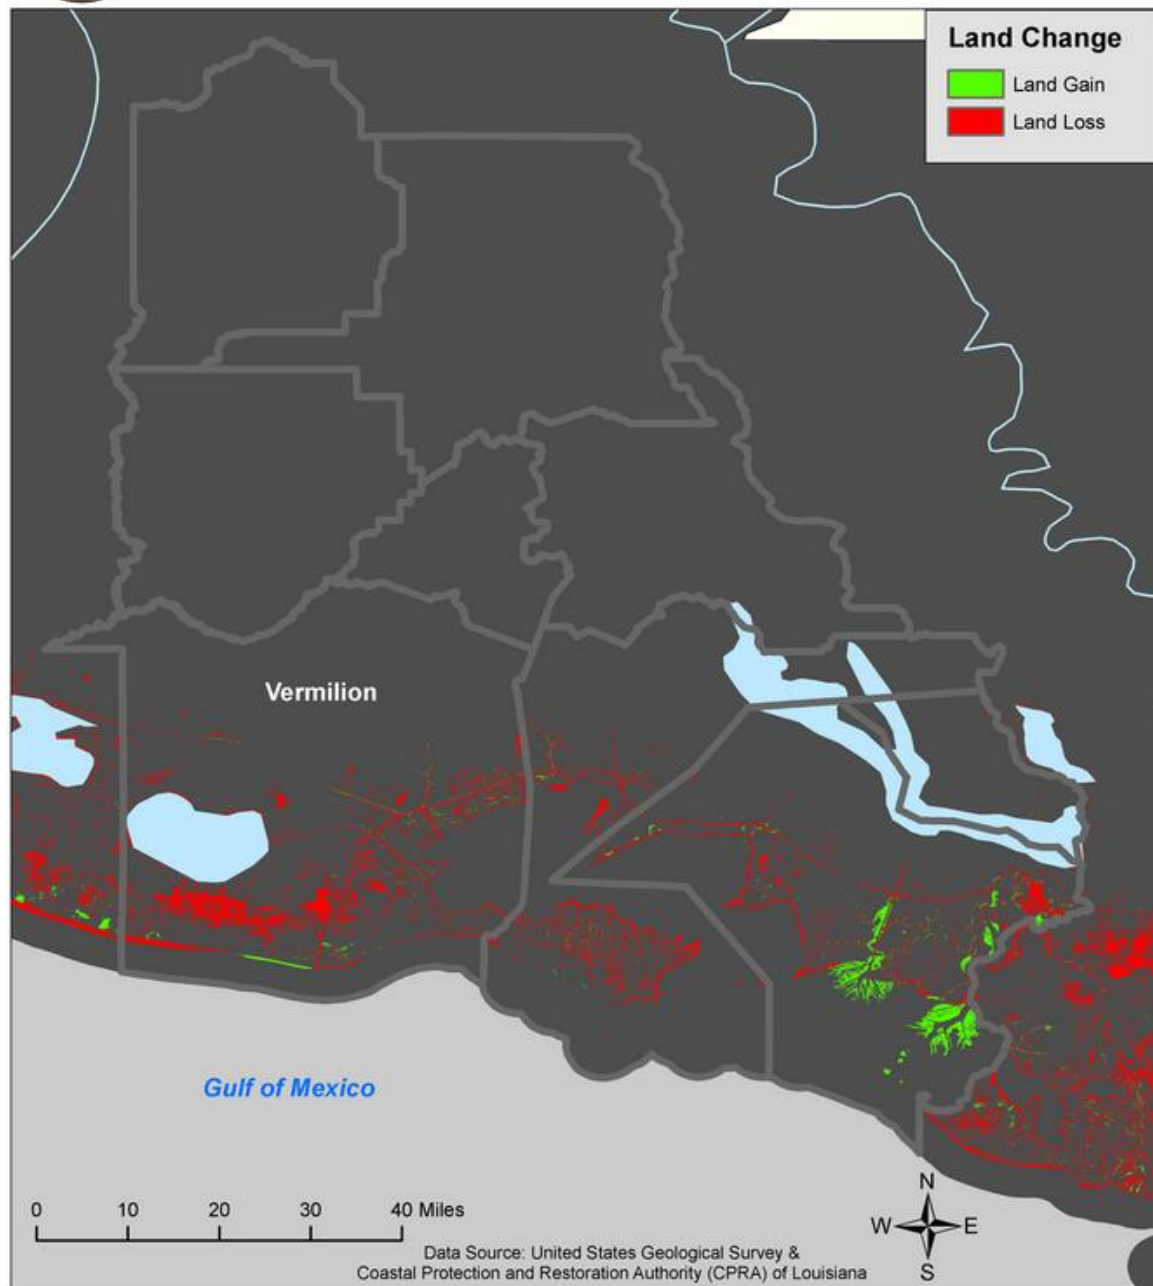 Land Change
Land Gain
Land Loss
Vermilion
Gulf of Mexico
0 10 20 30 40 Miles
N
W E
S
Data Source: United States Geological Survey &
Coastal Protection and Restoration Authority (CPRA) of Louisiana